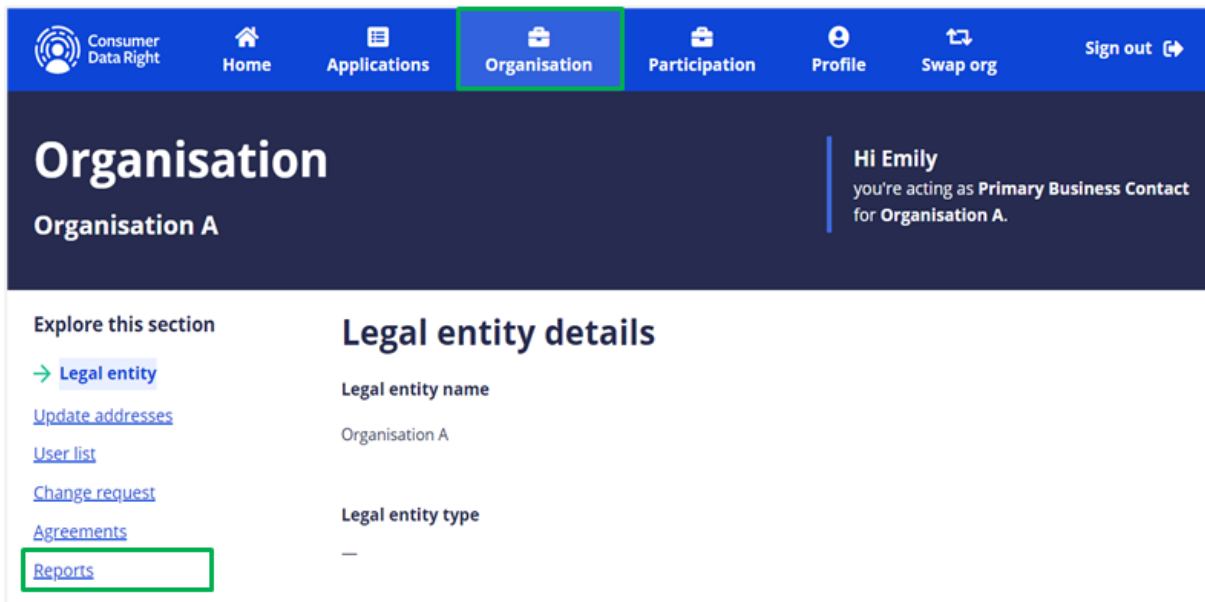 Consumer
Data Right
Home
Applications
Organisation
Participation
Profile
Swap org
Sign out
Organisation
Organisation A
Hi Emily
you're acting as Primary Business Contact
for Organisation A.
Explore this section
Legal entity
Update addresses
User list
Change request
Agreements
Reports
Legal entity details
Legal entity name
Organisation A
Legal entity type
—